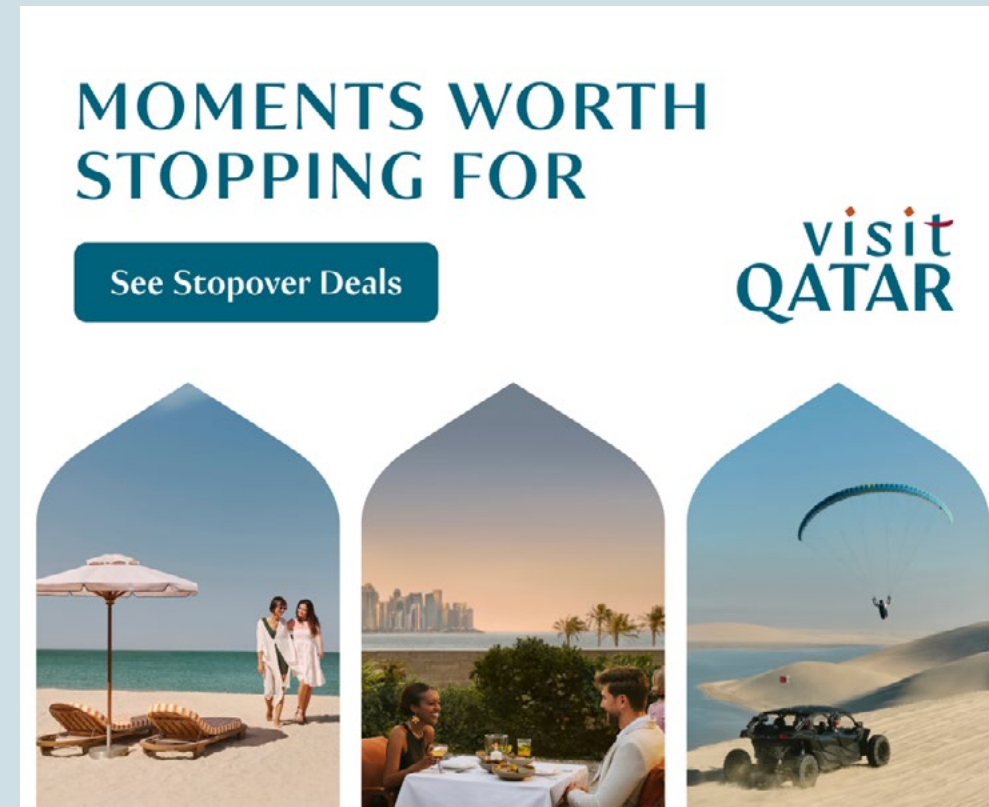 MOMENTS WORTH
STOPPING FOR
See Stopover Deals
visit
QATAR